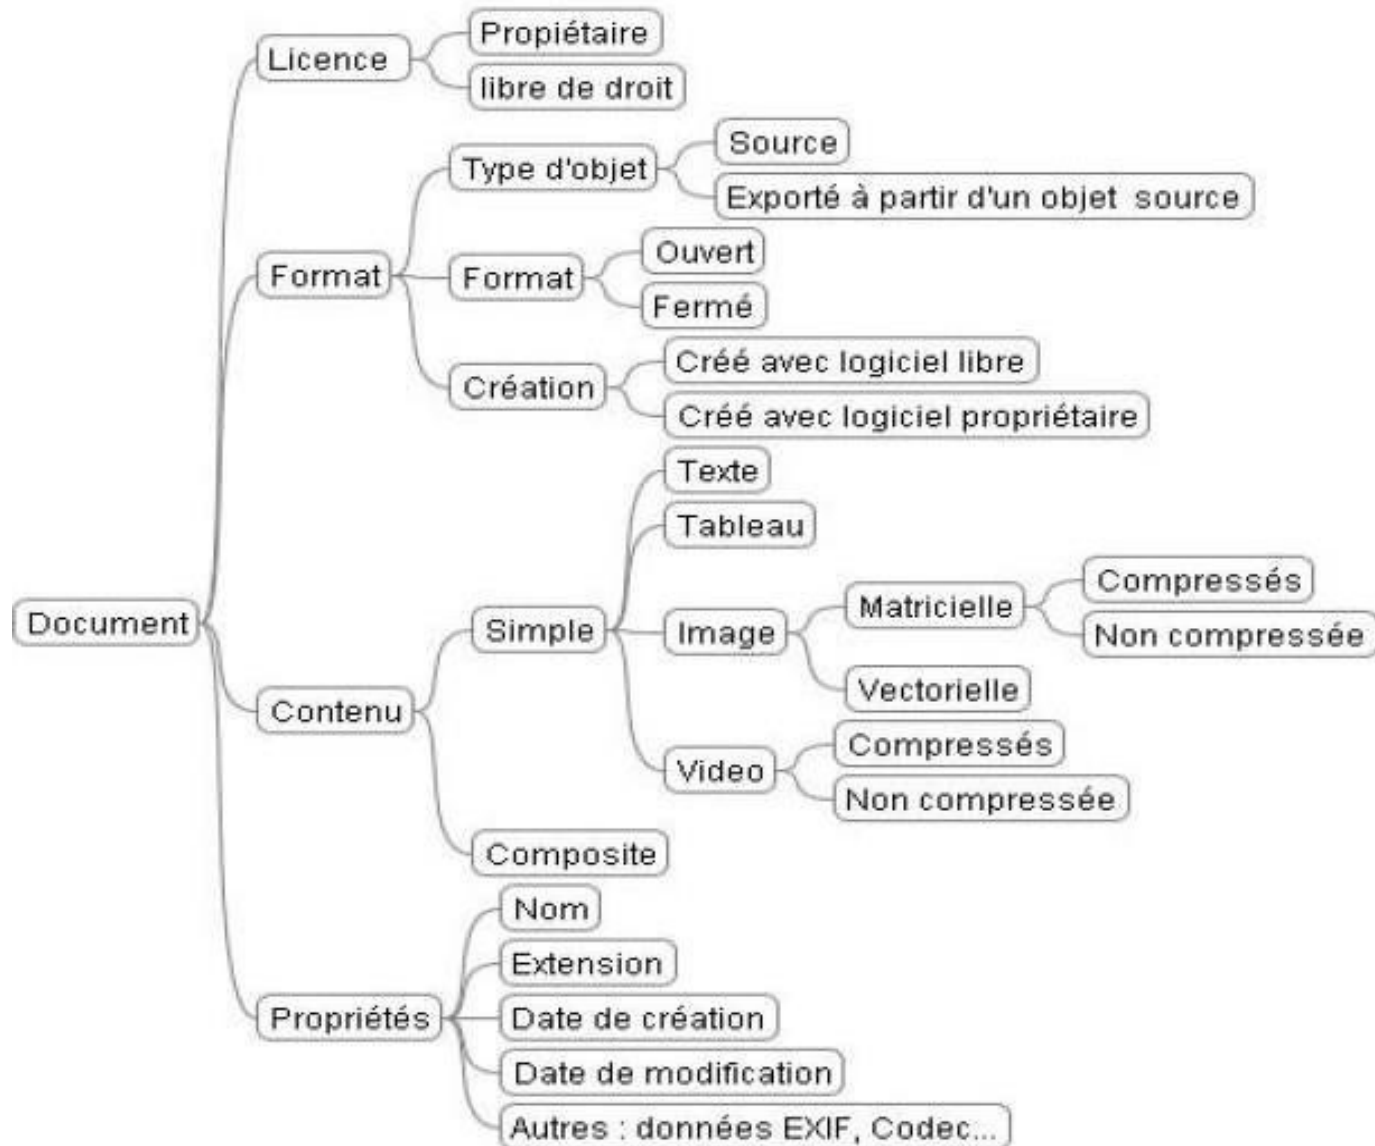 Licence
Propiétaire
libre de droit
Format
Type d'objet
Source
Exporté à partir d'un objet source
Format
Ouvert
Fermé
Création
Créé avec logiciel libre
Créé avec logiciel propriétaire
Document
Contenu
Simple
Texte
Tableau
Image
Matricielle
Compressés
Non compressée
Vectorielle
Video
Compressés
Non compressée
Composite
Propriétés
Nom
Extension
Date de création
Date de modification
Autres : données EXIF, Codec...